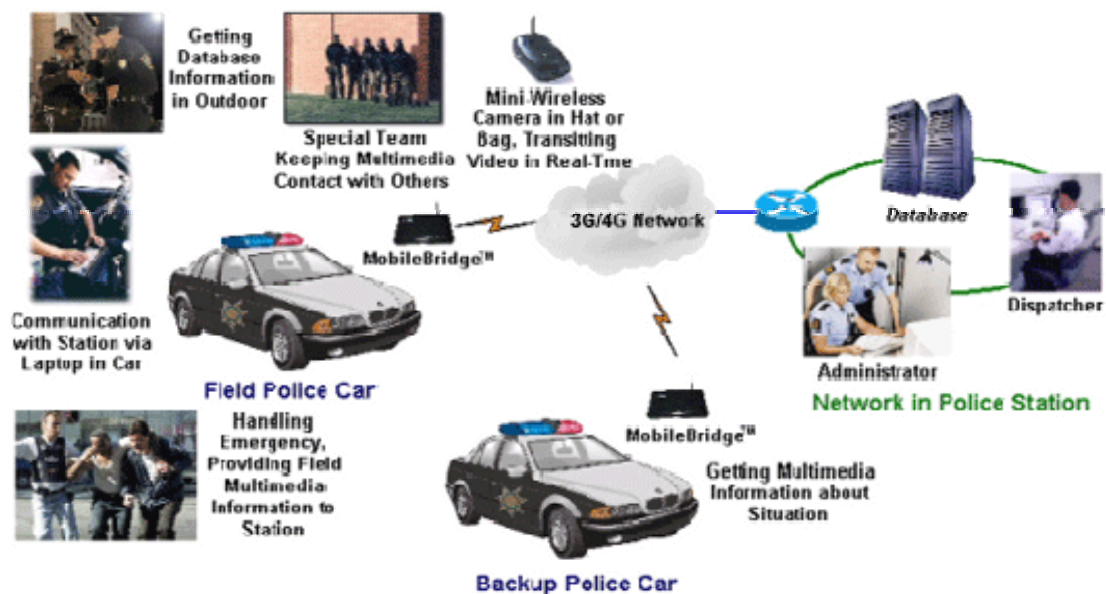 Getting
Database
Information
in Outdoor
Special Team
Keeping Multimedia
Contact with Others
Mini-Wireless
Camera in Hat or
Bag, Transitting
Video in Real-Tme
3G/4G Network
Database
Dispatcher
Administrator
Network in Police Station
MobileBridge™
Communication
with Station via
Laptop in Car
Field Police Car
Handling
Emergency,
Providing Field
Multimedia
Information to
Station
MobileBridge™
Getting Multimedia
Information about
Situation
Backup Police Car